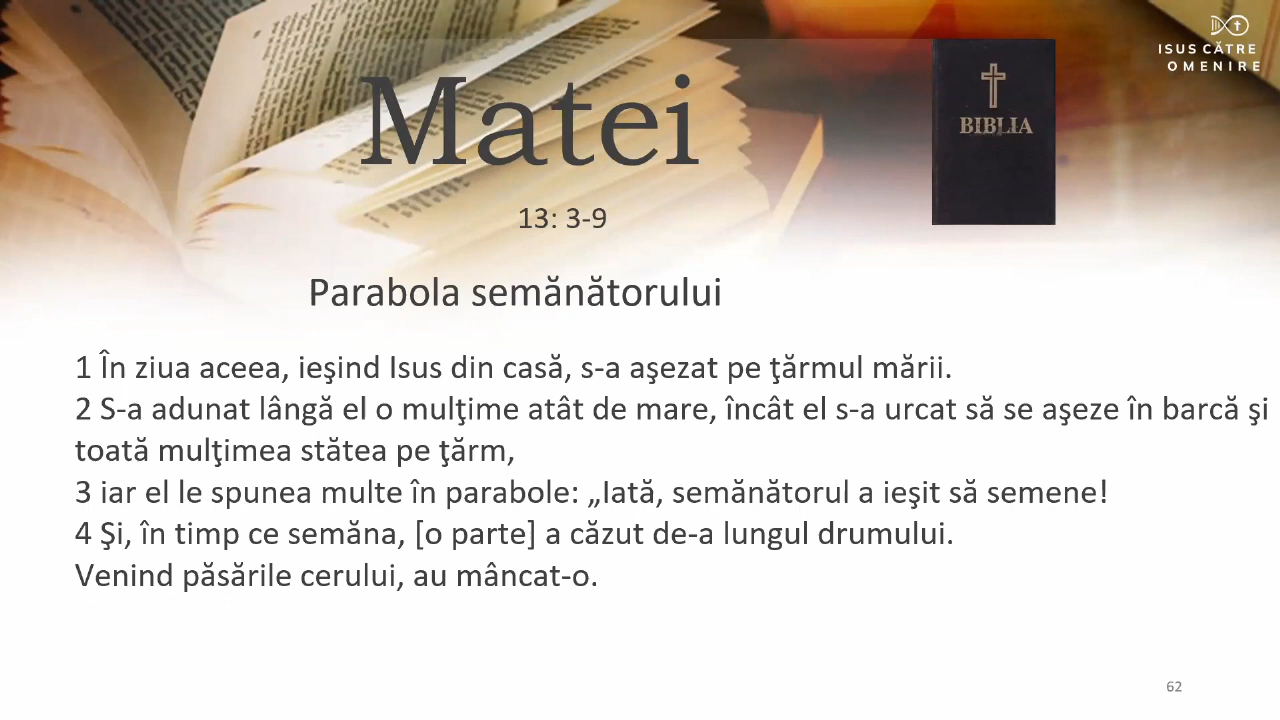 ISUS CĂTRE
OMENIRE
BIBLIA
Matei
13: 3-9
Parabola semănătorului
1 În ziua aceea, ieşind Isus din casă, s-a aşezat pe ţărmul mării.
2 S-a adunat lângă el o mulţime atât de mare, încât el s-a urcat să se aşeze în barcă şi
toată mulţimea stătea pe ţărm,
3 iar el le spunea multe în parabole: „Iată, semănătorul a ieşit să semene!
4 Şi, în timp ce semăna, [o parte] a căzut de-a lungul drumului.
Venind păsările cerului, au mâncat-o.
62